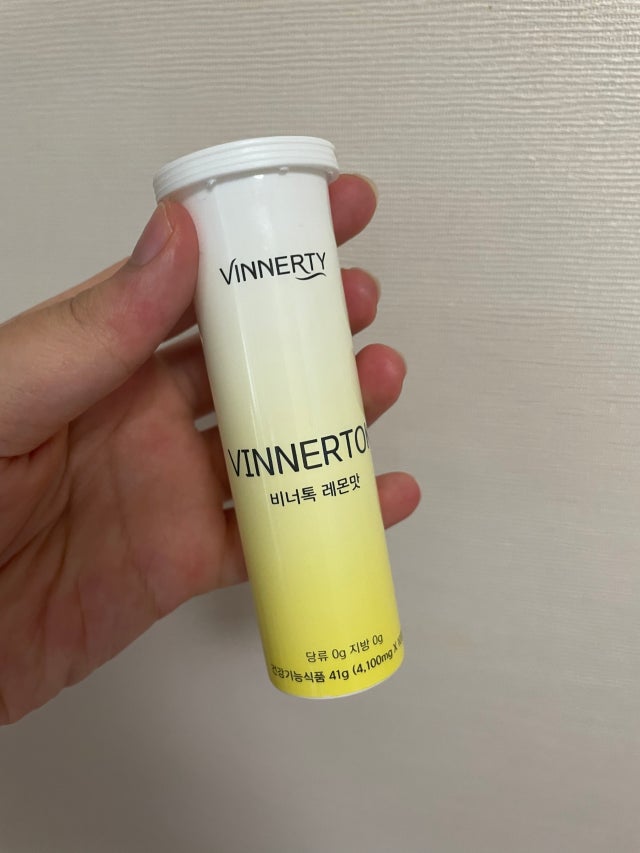 VINNERTY
VINNERTO
비너톡 레몬맛
당류 0g 지방 0g
건강기능식품 41g (4,100mg X